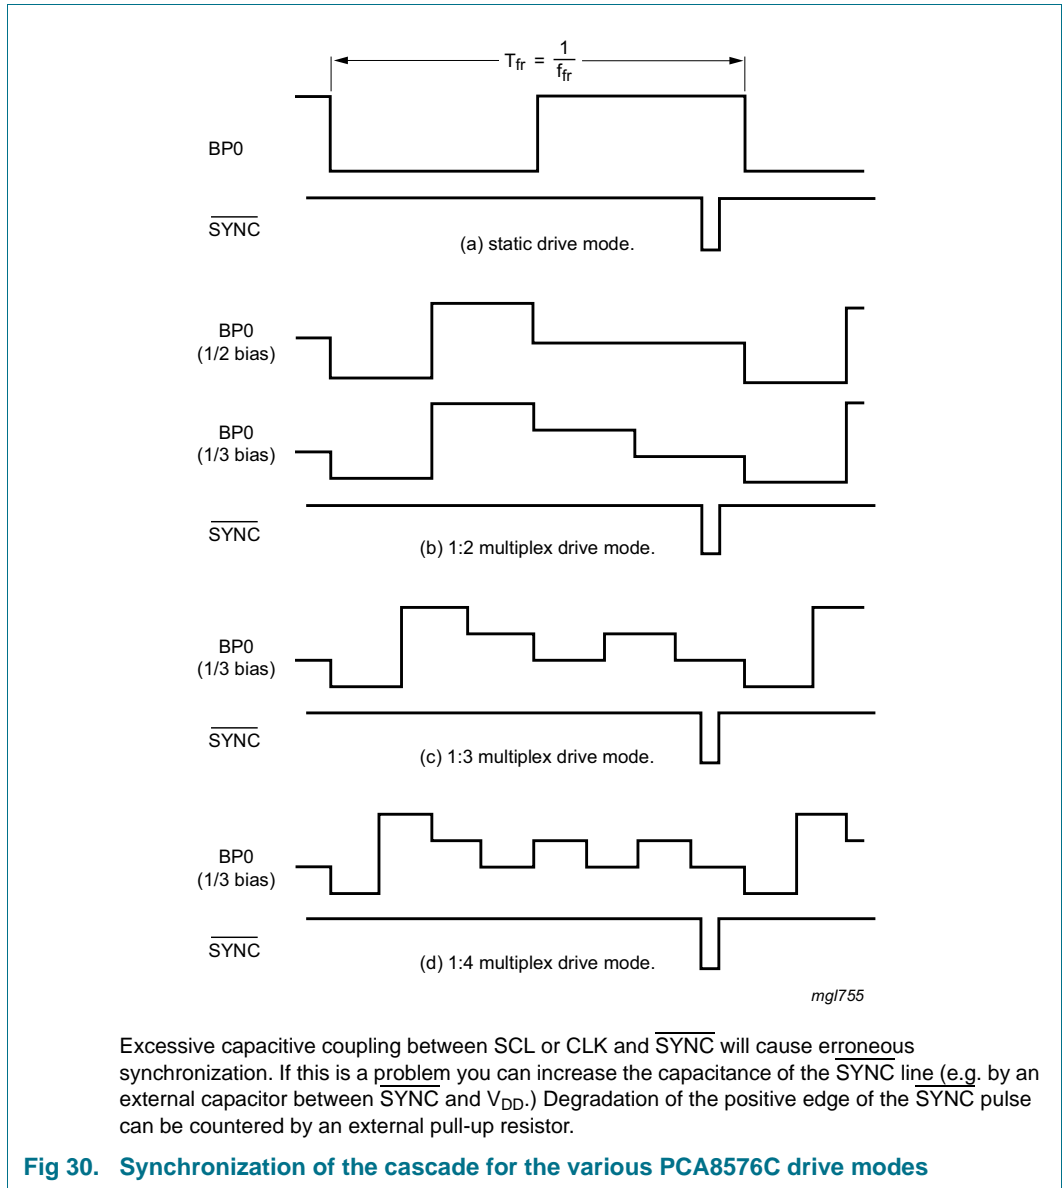 Tfr = 1/ffr
BP0
SYNC
(a) static drive mode.
BP0
(1/2 bias)
BP0
(1/3 bias)
SYNC
(b) 1:2 multiplex drive mode.
BP0
(1/3 bias)
SYNC
(c) 1:3 multiplex drive mode.
BP0
(1/3 bias)
SYNC
(d) 1:4 multiplex drive mode.
mgl755
Excessive capacitive coupling between SCL or CLK and SYNC will cause erroneous
synchronization. If this is a problem you can increase the capacitance of the SYNC line (e.g. by an
external capacitor between SYNC and VDD.) Degradation of the positive edge of the SYNC pulse
can be countered by an external pull-up resistor.
Fig 30. Synchronization of the cascade for the various PCA8576C drive modes